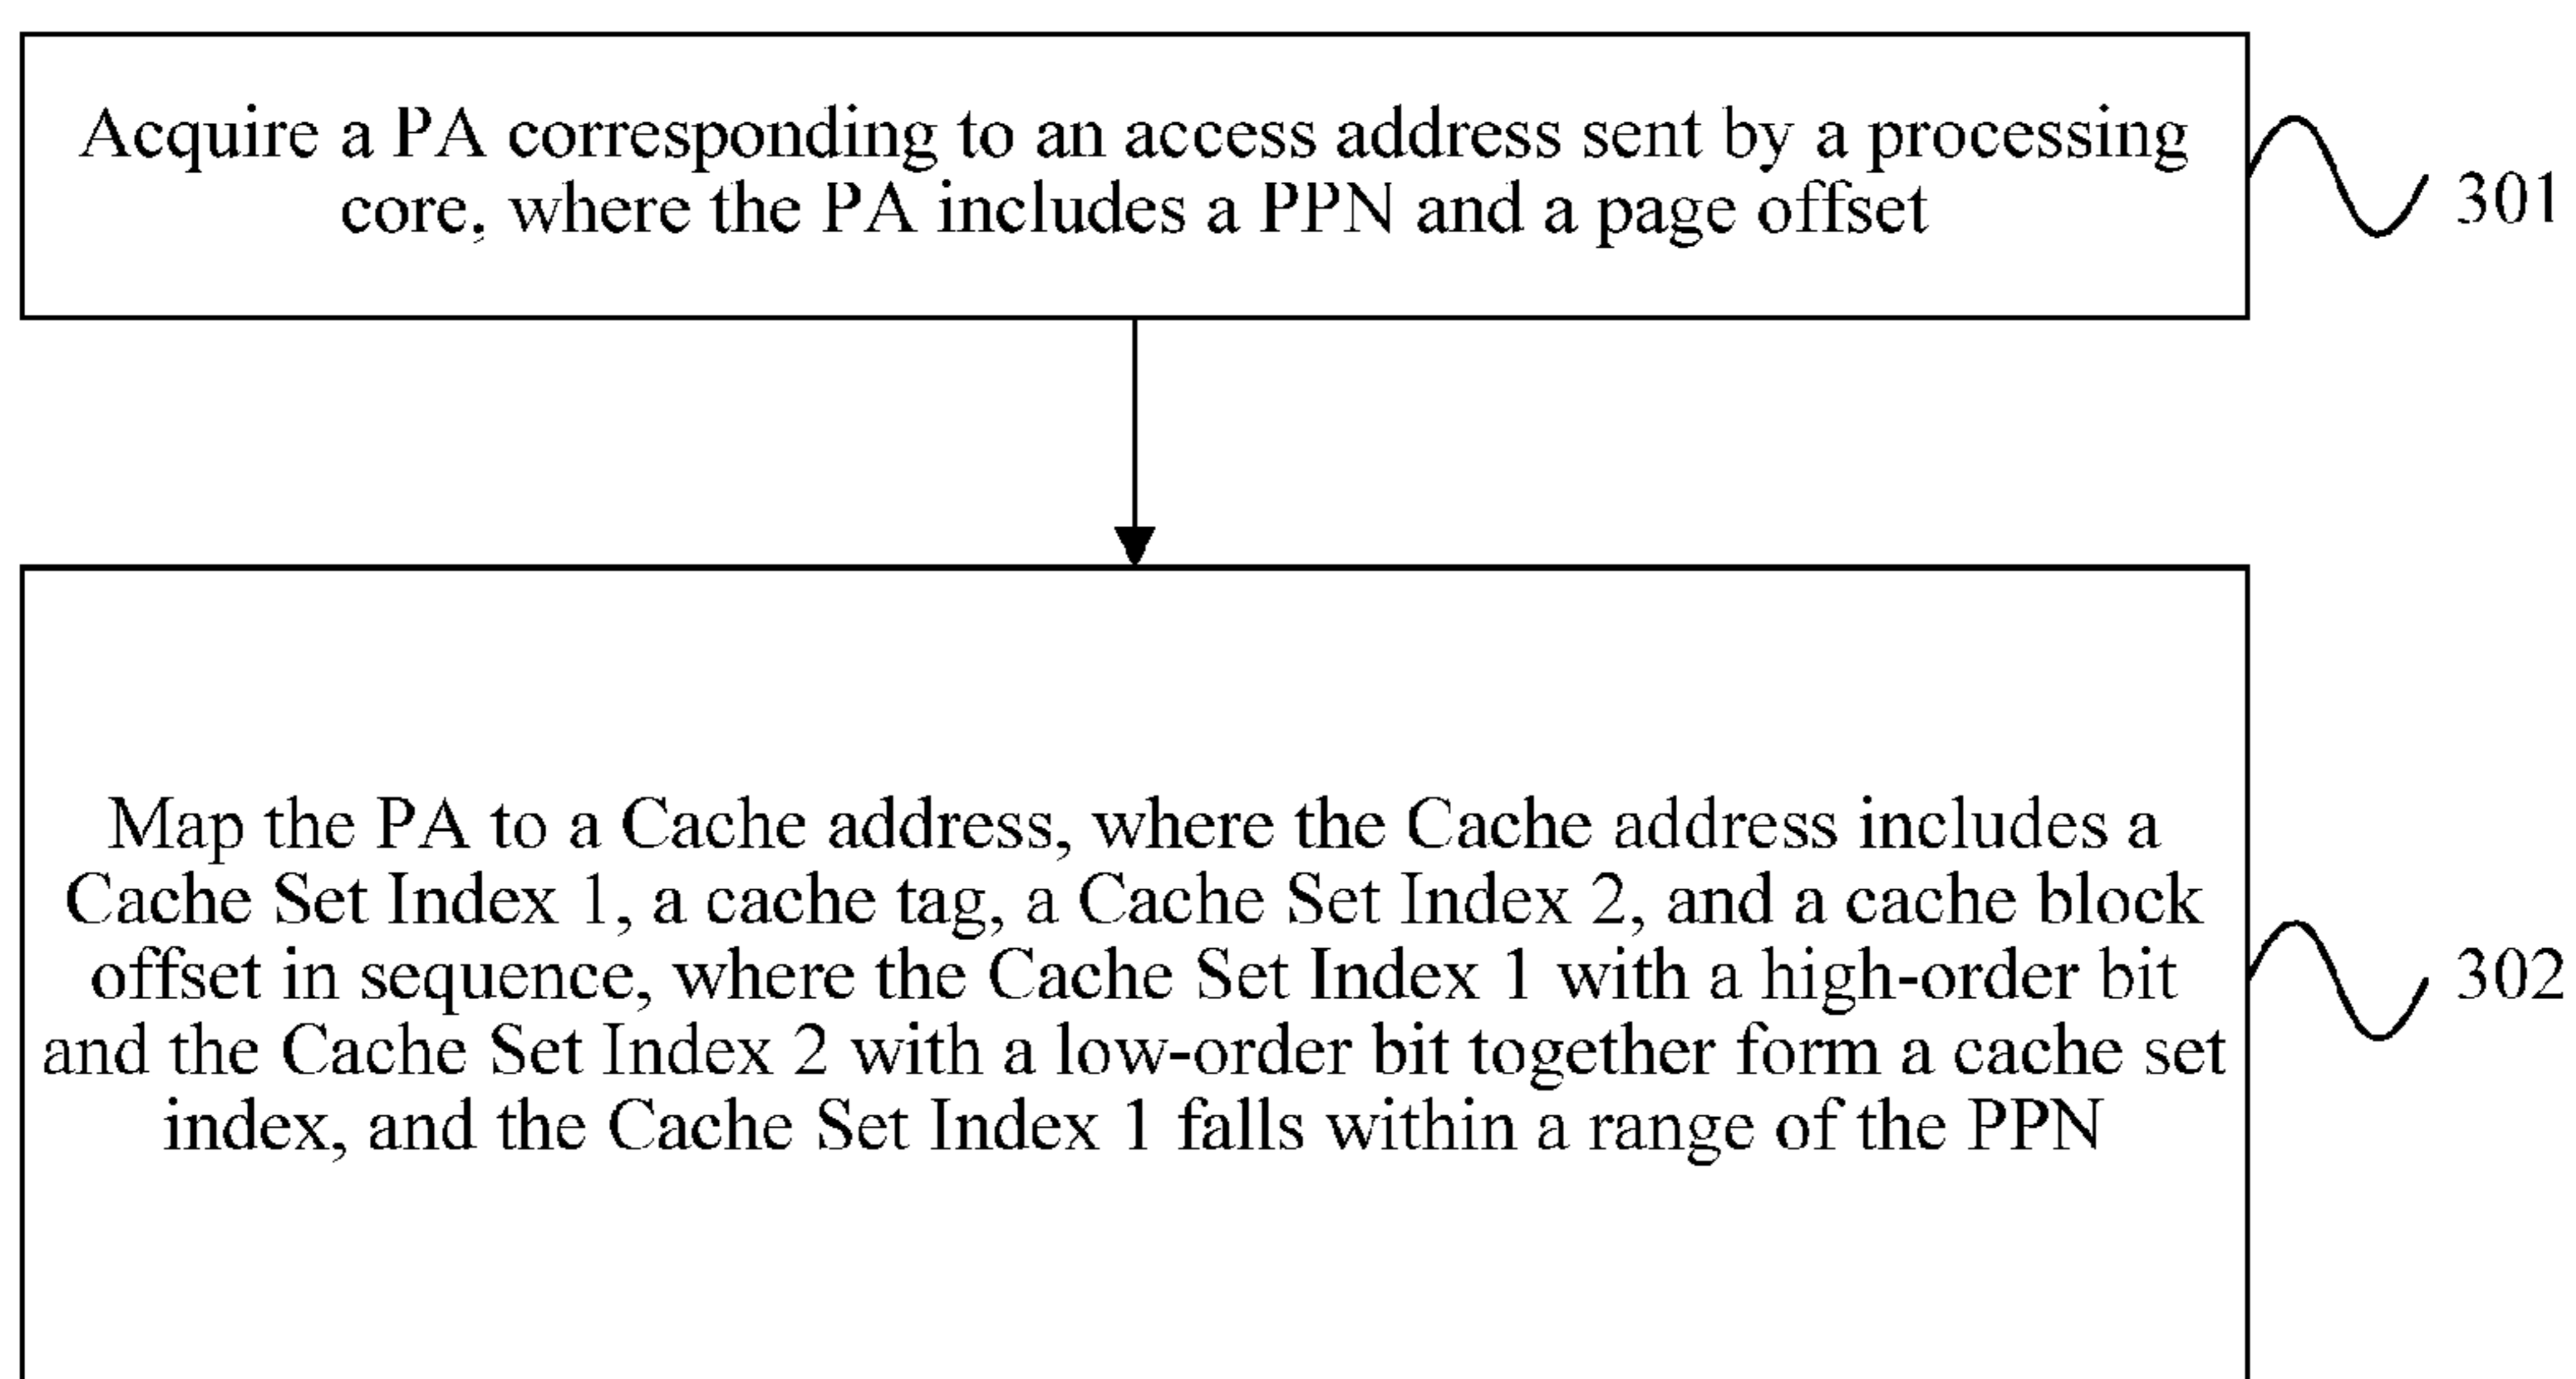 Acquire a PA corresponding to an access address sent by a processing
core, where the PA includes a PPN and a page offset
301
Map the PA to a Cache address, where the Cache address includes a
Cache Set Index 1, a cache tag, a Cache Set Index 2, and a cache block
offset in sequence, where the Cache Set Index 1 with a high-order bit
and the Cache Set Index 2 with a low-order bit together form a cache set
index, and the Cache Set Index 1 falls within a range of the PPN
302